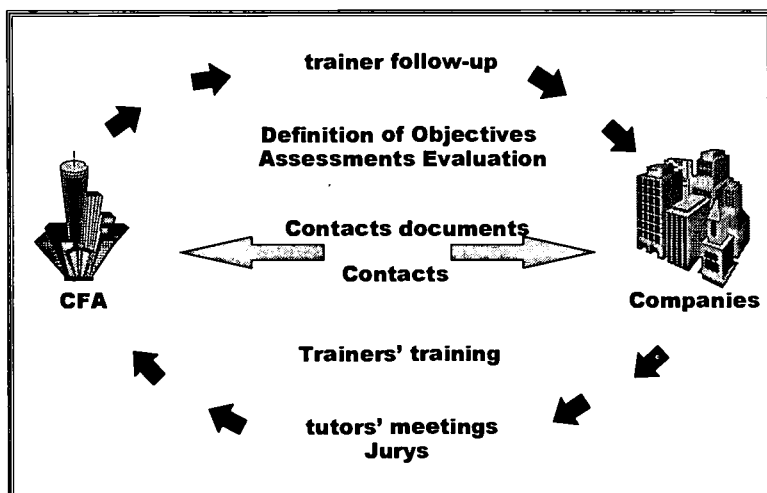 trainer follow-up
Definition of Objectives
Assessments Evaluation
Contacts documents
Contacts
CFA
Companies
Trainers' training
tutors' meetings
Jurys